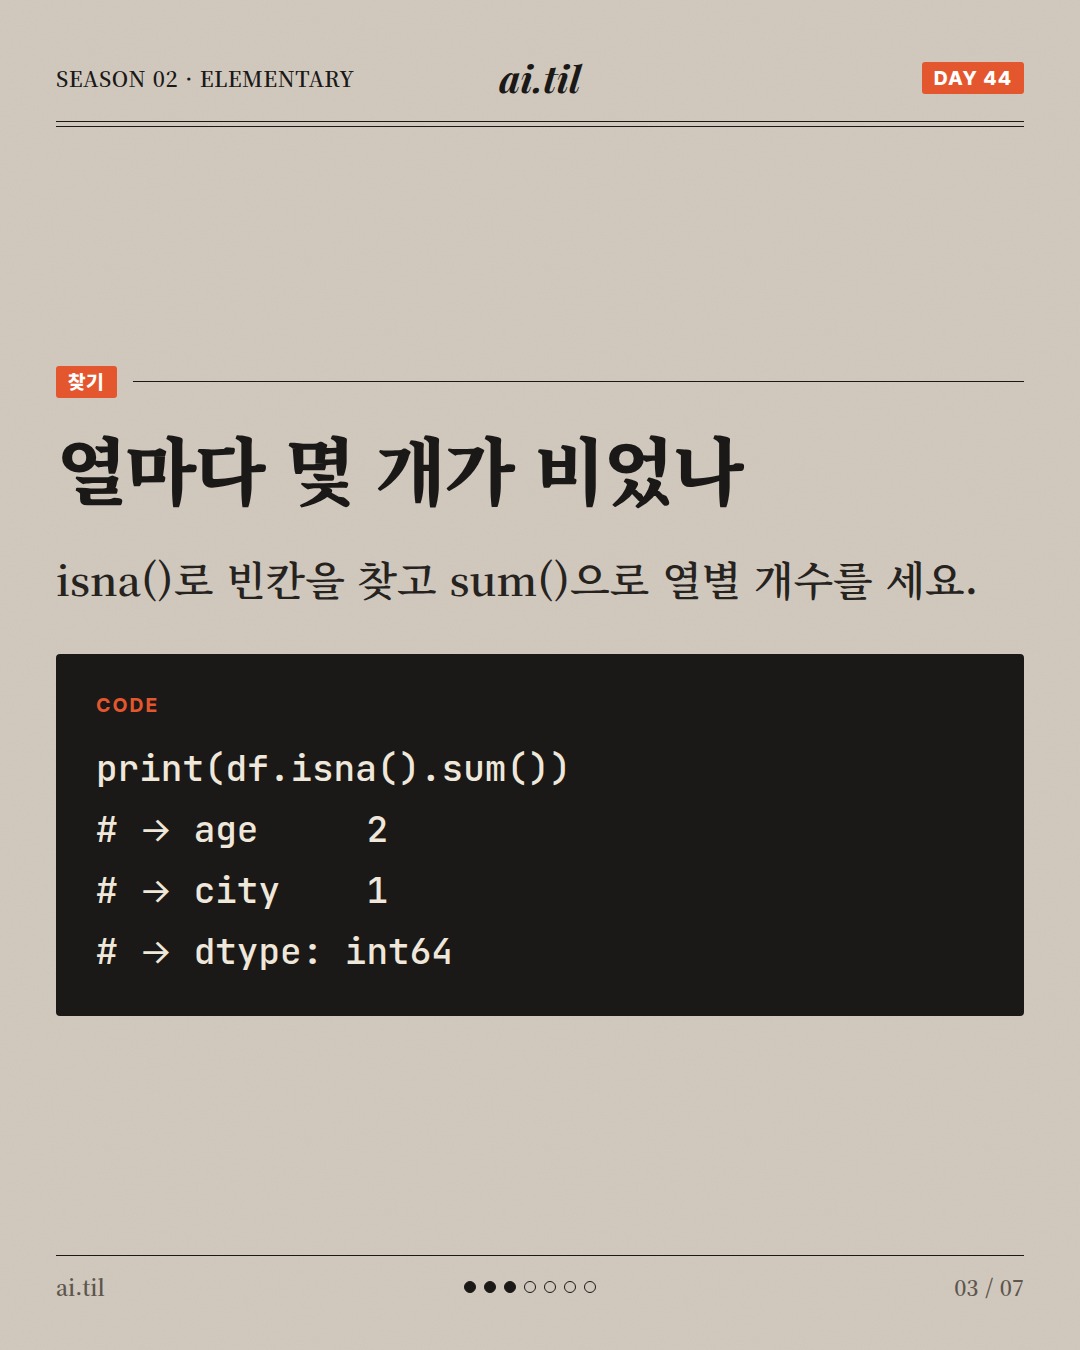 SEASON 02 · ELEMENTARY
ai.til
DAY 44
찾기
열마다 몇 개가 비었나
isna()로 빈칸을 찾고 sum()으로 열별 개수를 세요.
CODE
print(df.isna().sum())
# → age     2
# → city    1
# → dtype: int64
ai.til
03 / 07